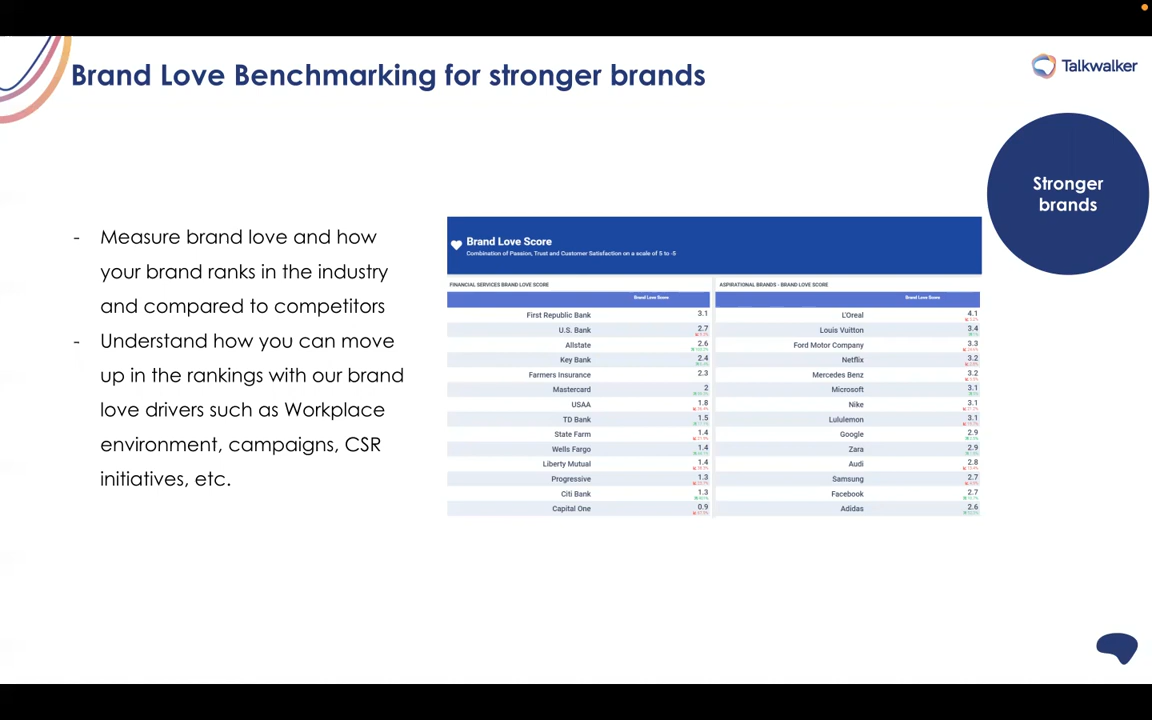 Brand Love Benchmarking for stronger brands
Talkwalker
Stronger
brands
- Measure brand love and how
your brand ranks in the industry
and compared to competitors
- Understand how you can move
up in the rankings with our brand
love drivers such as Workplace
environment, campaigns, CSR
initiatives, etc.
Brand Love Score
Combination of Passion, Trust and Customer Satisfaction on a scale of 5 to -5
FINANCIAL SERVICES BRAND LOVE SCORE
Brand Love Score
First Republic Bank 3.1
U.S. Bank 2.7
Allstate 2.6
Key Bank 2.4
Farmers Insurance 2.3
Mastercard 2
USAA 1.8
TD Bank 1.5
State Farm 1.4
Wells Fargo 1.4
Liberty Mutual 1.4
Progressive 1.3
Citi Bank 1.3
Capital One 0.9
ASPIRATIONAL BRANDS - BRAND LOVE SCORE
Brand Love Score
L'Oreal 4.1
Louis Vuitton 3.4
Ford Motor Company 3.3
Netflix 3.2
Mercedes Benz 3.2
Microsoft 3.1
Nike 3.1
Lululemon 3.1
Google 2.9
Zara 2.9
Audi 2.8
Samsung 2.7
Facebook 2.7
Adidas 2.6